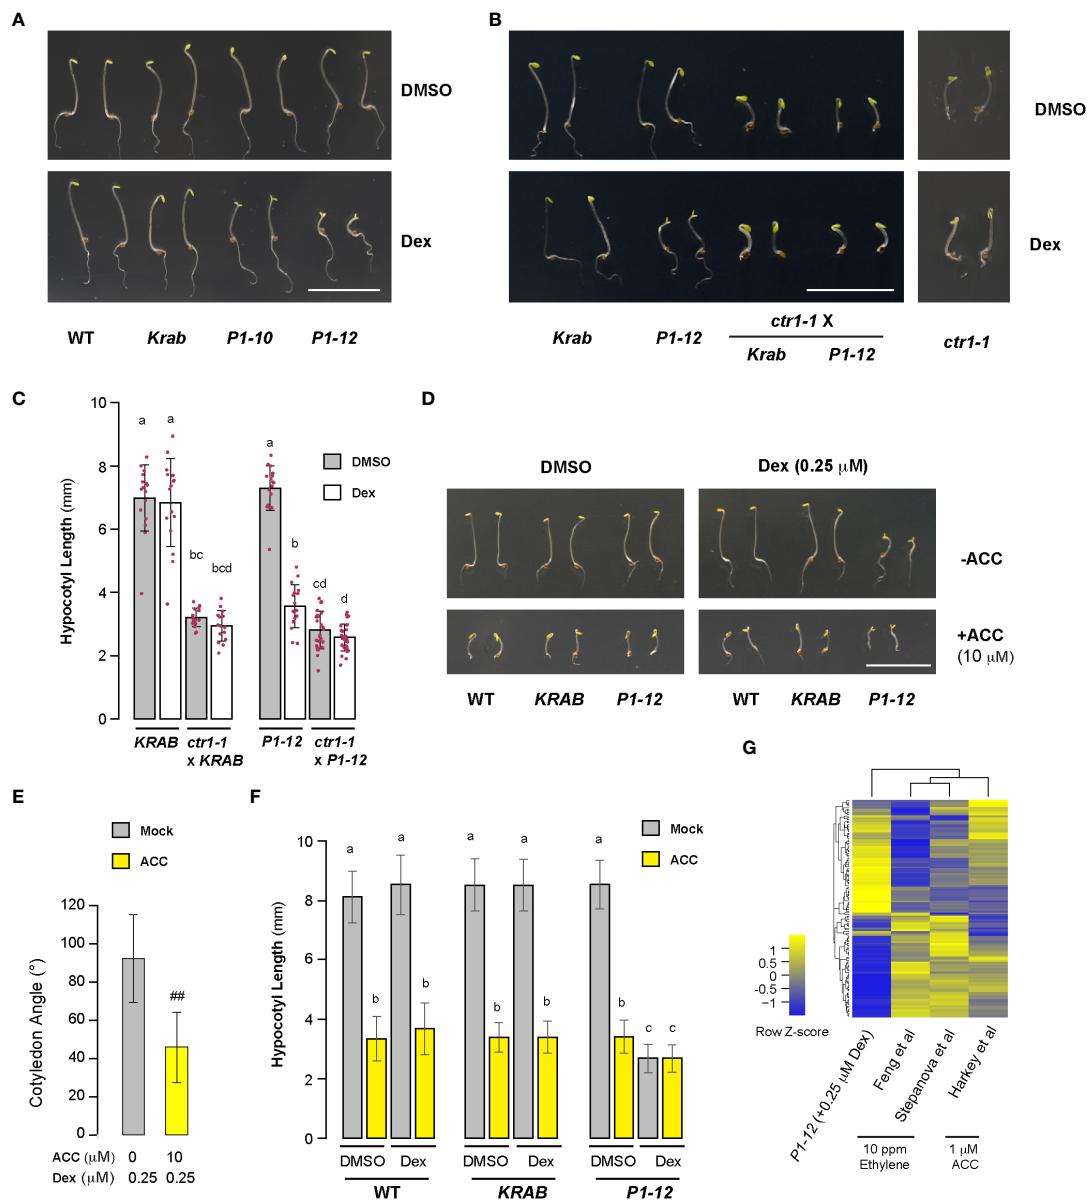 A
DMSO
Dex
WT Krab P1-10 P1-12
B
DMSO
Dex
Krab P1-12
ctr1-1 X
Krab P1-12
ctr1-1
C
Hypocotyl Length (mm)
10
8
6
4
2
0
a a
bc
bcd
a
b
cd
d
DMSO
Dex
KRAB ctr1-1 P1-12 ctr1-1
x KRAB x P1-12
D
DMSO Dex (0.25 µM)
-ACC
+ACC
(10 µM)
WT KRAB P1-12 WT KRAB P1-12
E
Mock
ACC
Cotyledon Angle (°)
120
100
80
60
40
20
0
##
ACC (µM) 0 10
Dex (µM) 0.25 0.25
F
Mock
ACC
Hypocotyl Length (mm)
10
8
6
4
2
0
a b a b a b a b a b c c
DMSO Dex DMSO Dex DMSO Dex
WT KRAB P1-12
G
1
0.5
0
-0.5
-1
Row Z-score
P1-12 (+0.25 µM Dex)
Feng et al
Stepanova et al
Harkey et al
10 ppm
Ethylene
1 µM
ACC